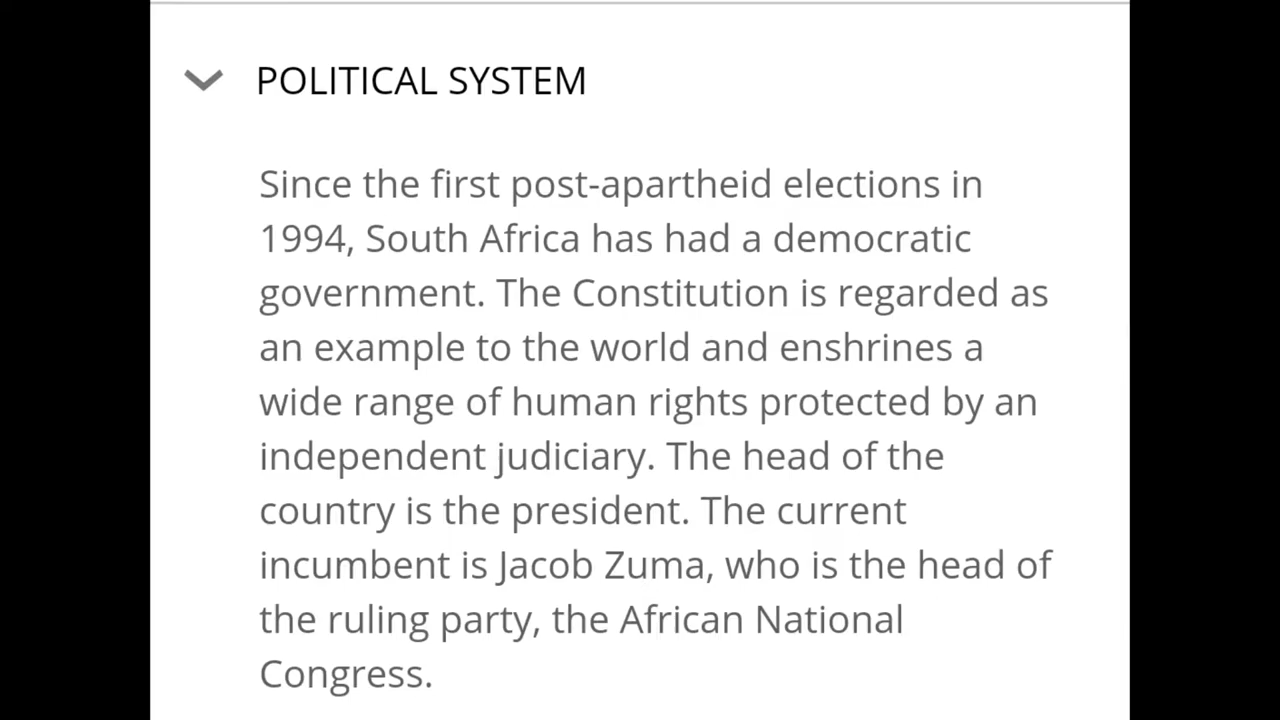 POLITICAL SYSTEM
Since the first post-apartheid elections in
1994, South Africa has had a democratic
government. The Constitution is regarded as
an example to the world and enshrines a
wide range of human rights protected by an
independent judiciary. The head of the
country is the president. The current
incumbent is Jacob Zuma, who is the head of
the ruling party, the African National
Congress.